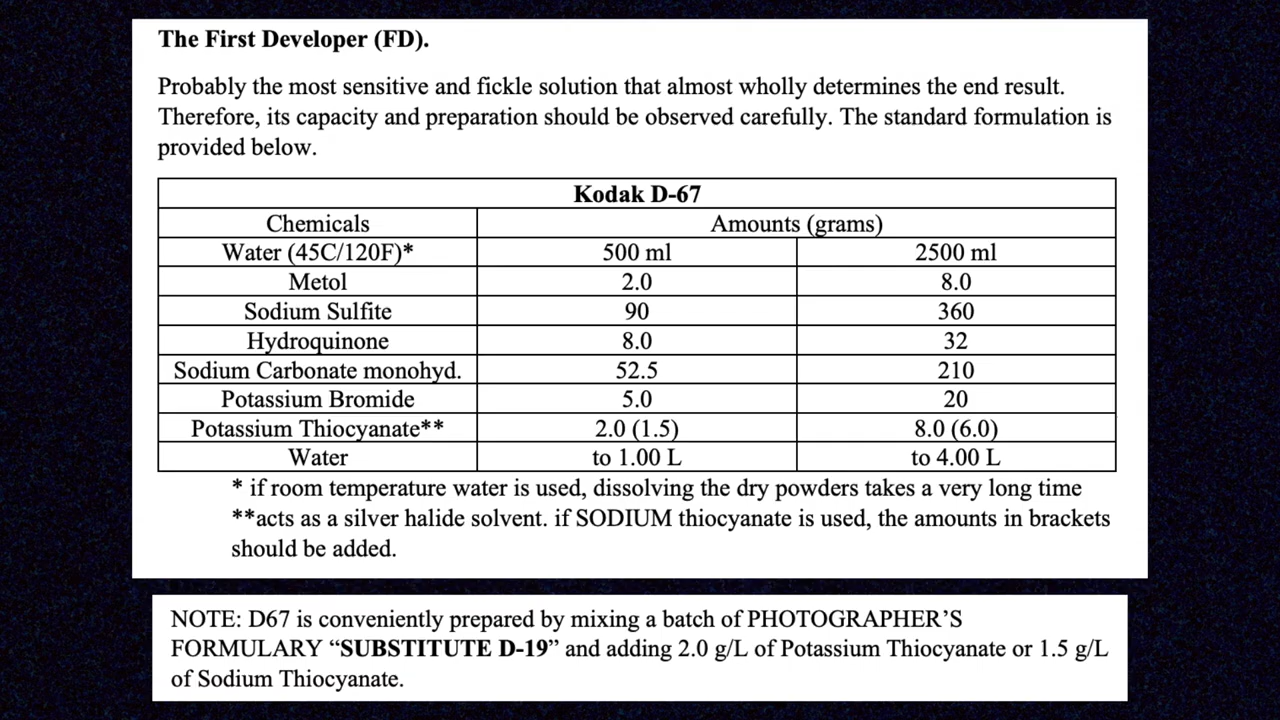 The First Developer (FD).
Probably the most sensitive and fickle solution that almost wholly determines the end result.
Therefore, its capacity and preparation should be observed carefully. The standard formulation is
provided below.
Kodak D-67
Chemicals Amounts (grams)
Water (45C/120F)* 500 ml 2500 ml
Metol 2.0 8.0
Sodium Sulfite 90 360
Hydroquinone 8.0 32
Sodium Carbonate monohyd. 52.5 210
Potassium Bromide 5.0 20
Potassium Thiocyanate** 2.0 (1.5) 8.0 (6.0)
Water to 1.00 L to 4.00 L
* if room temperature water is used, dissolving the dry powders takes a very long time
**acts as a silver halide solvent. if SODIUM thiocyanate is used, the amounts in brackets
should be added.
NOTE: D67 is conveniently prepared by mixing a batch of PHOTOGRAPHER’S
FORMULARY “SUBSTITUTE D-19” and adding 2.0 g/L of Potassium Thiocyanate or 1.5 g/L
of Sodium Thiocyanate.